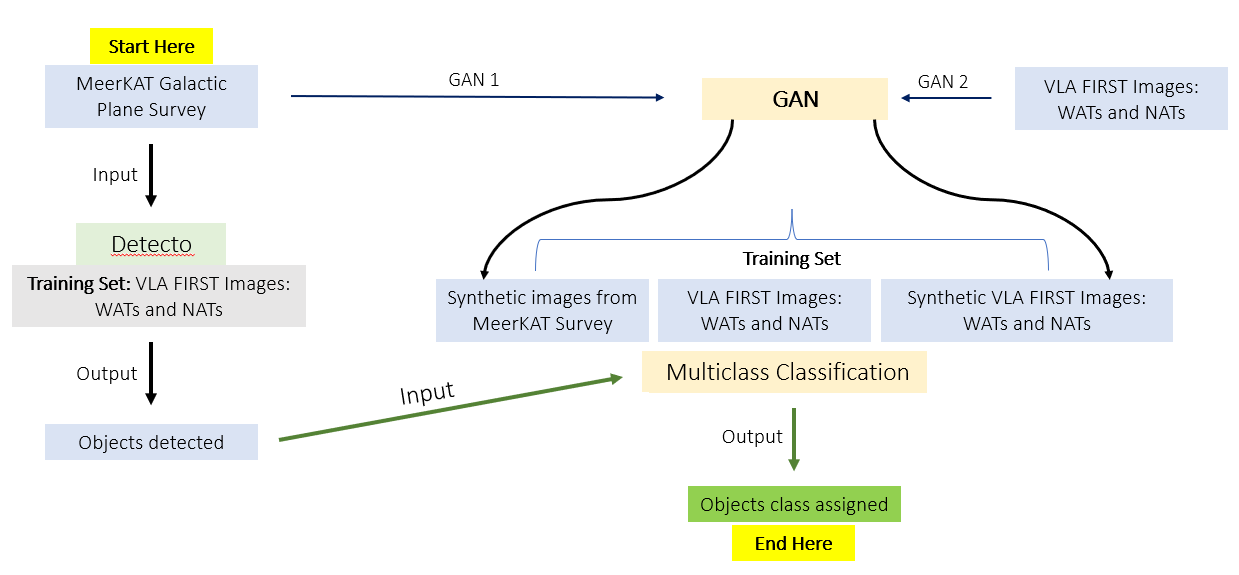 Start Here
MeerKAT Galactic
Plane Survey
GAN 1
GAN
GAN 2
VLA FIRST Images:
WATs and NATs
Input
Detecto
Training Set: VLA FIRST Images:
WATs and NATs
Training Set
Synthetic images from
MeerKAT Survey
VLA FIRST Images:
WATs and NATs
Synthetic VLA FIRST Images:
WATs and NATs
Output
Objects detected
Input
Multiclass Classification
Output
Objects class assigned
End Here